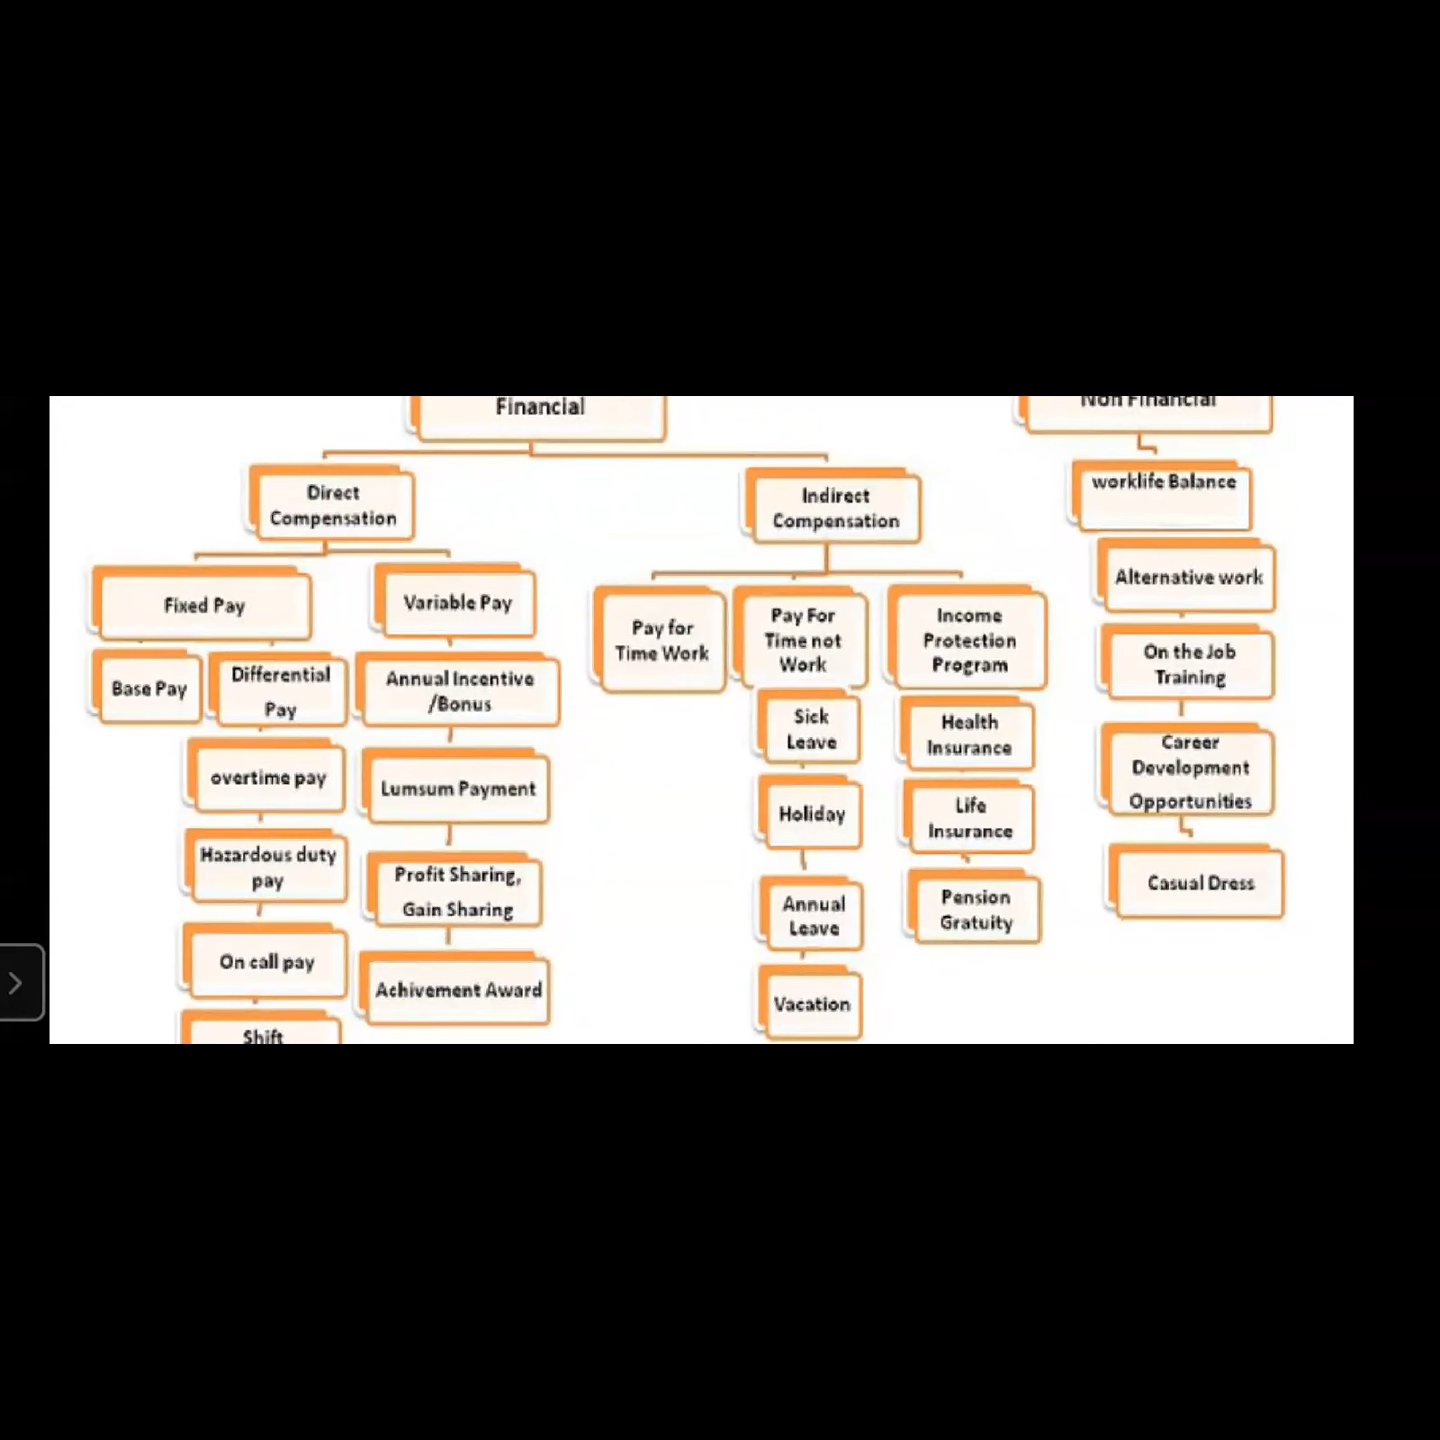 Financial
Non Financial
Direct
Compensation
Indirect
Compensation
worklife Balance
Fixed Pay
Variable Pay
Pay for
Time Work
Pay For
Time not
Work
Income
Protection
Program
Alternative work
Base Pay
Differential
Pay
Annual Incentive
/Bonus
Sick
Leave
Health
Insurance
On the Job
Training
overtime pay
Lumsum Payment
Holiday
Life
Insurance
Career
Development
Opportunities
Hazardous duty
pay
Profit Sharing,
Gain Sharing
Annual
Leave
Pension
Gratuity
Casual Dress
On call pay
Achivement Award
Vacation
Shift